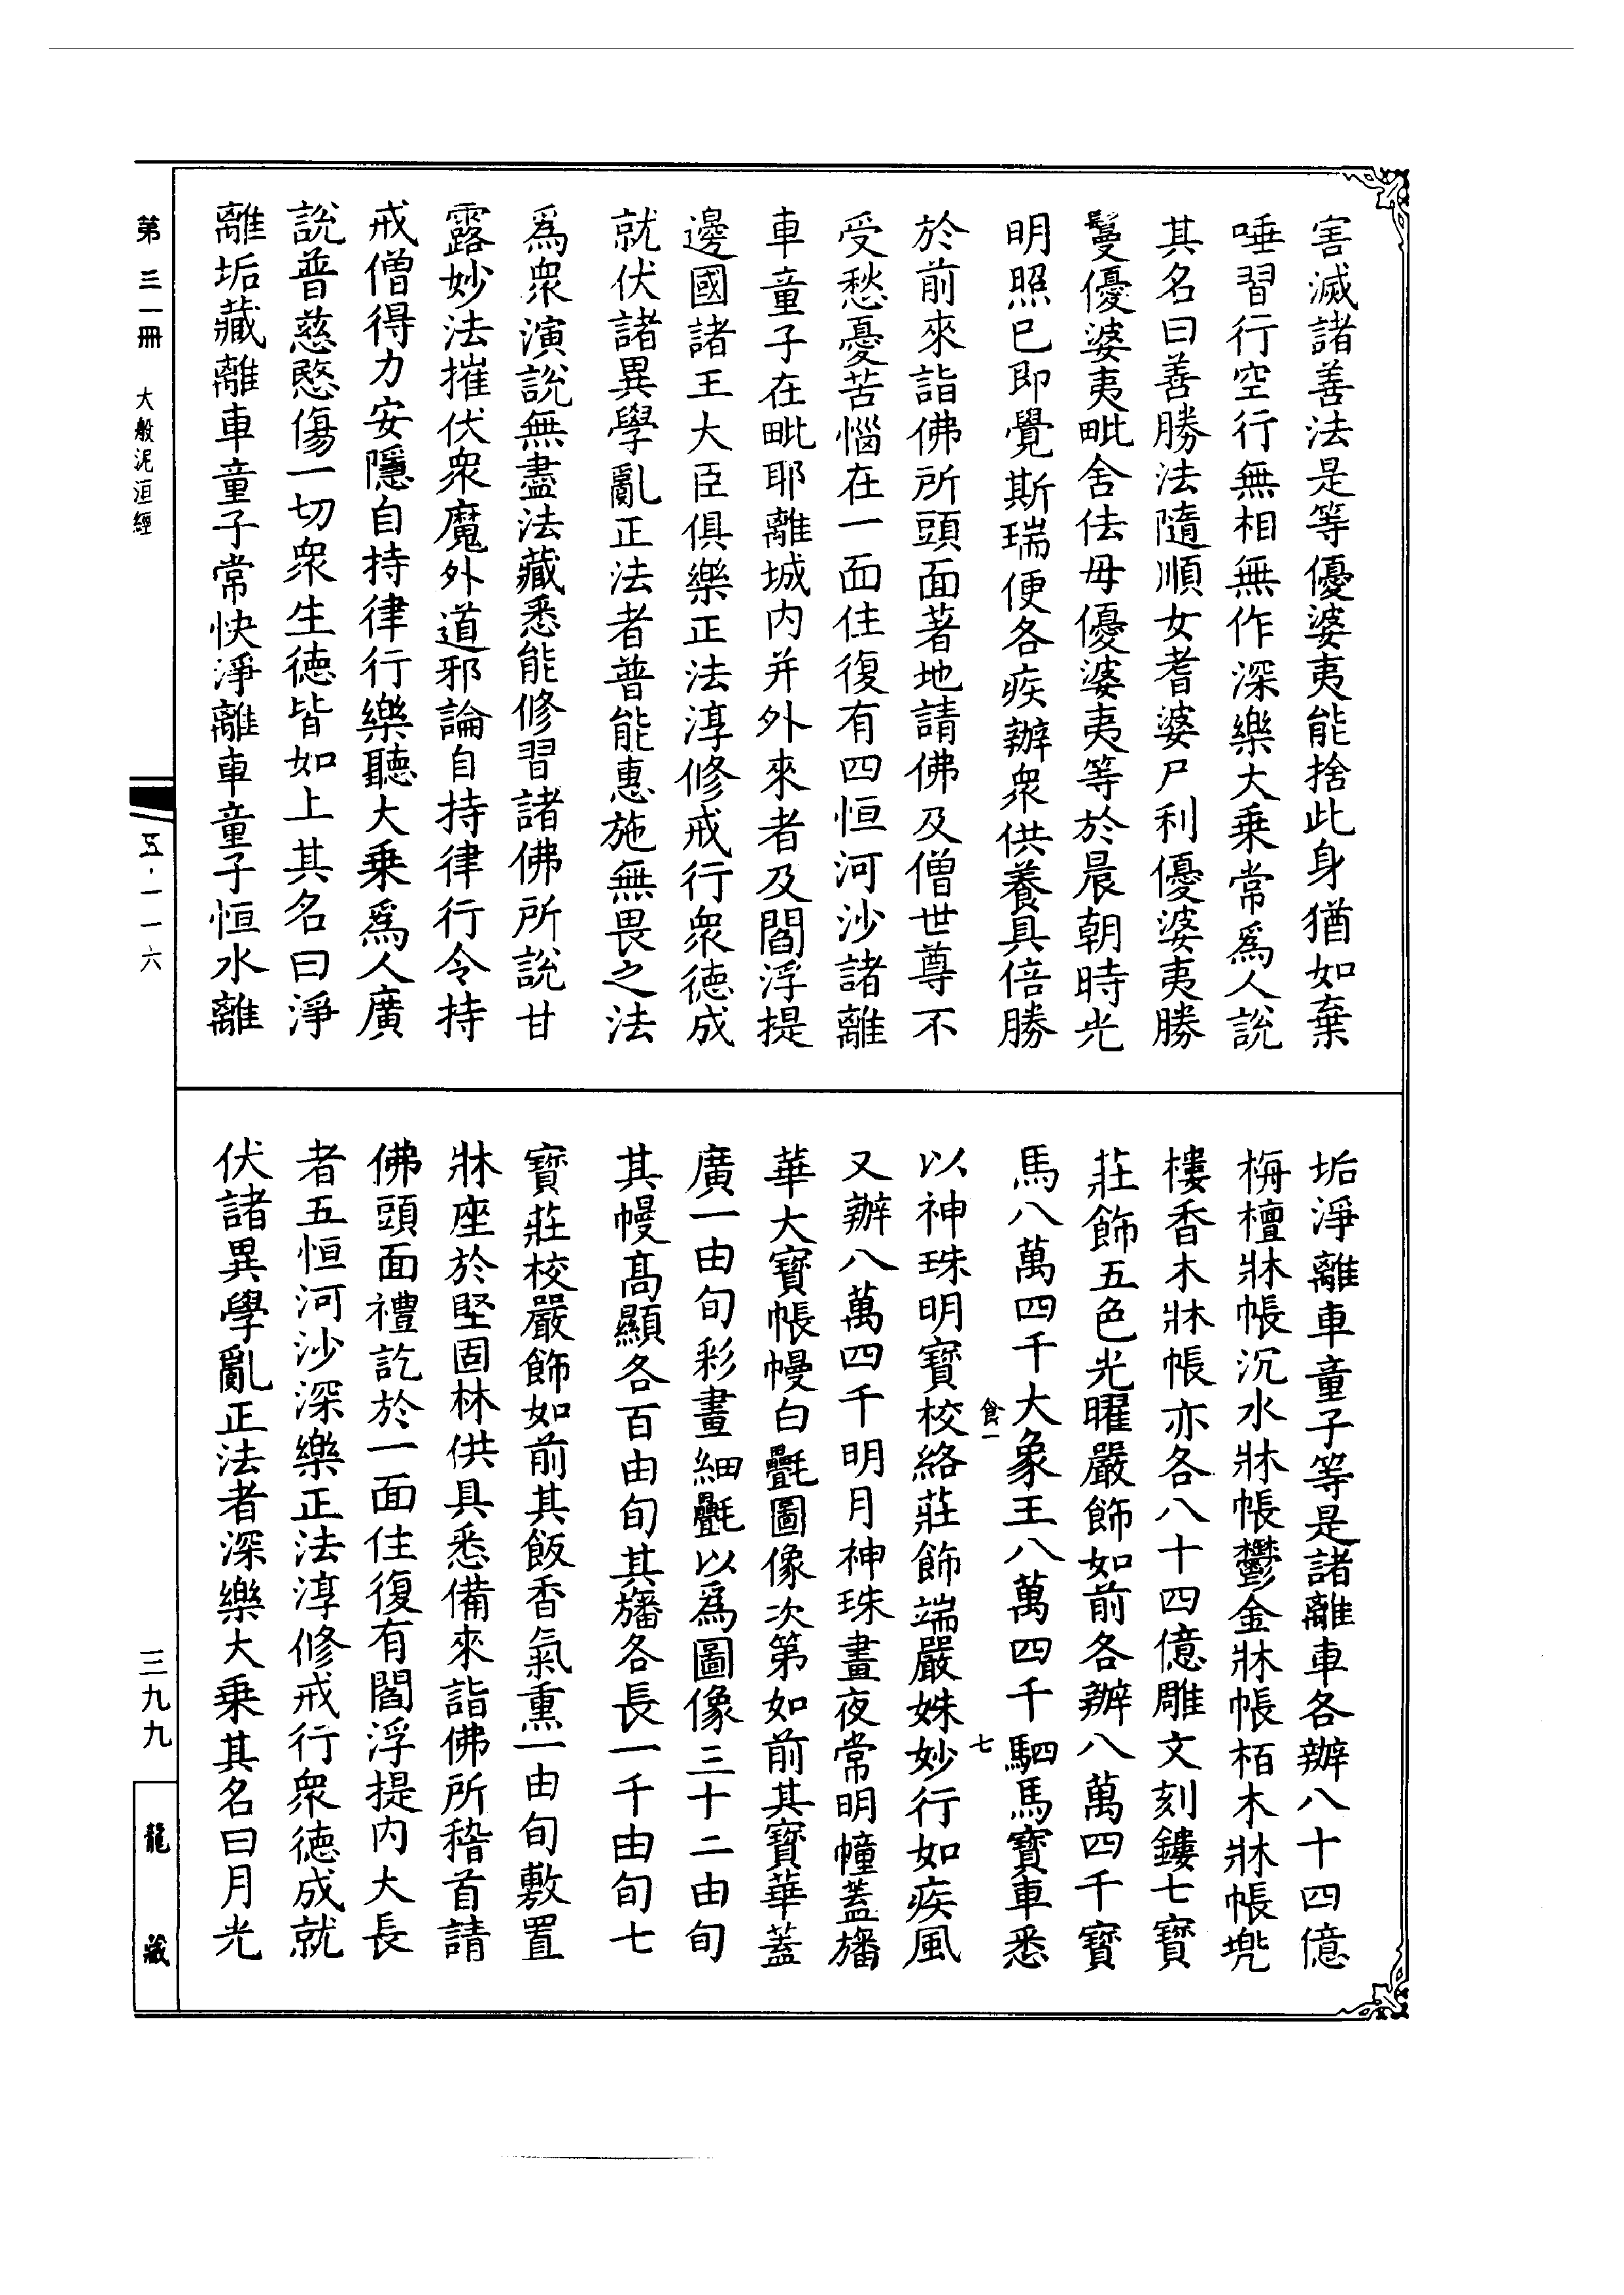 害滅諸善法是等優婆夷能捨此身猶如棄
唾習行空行無相無作深樂大乘常爲人說
其名曰善勝法隨順女耆婆尸利優婆夷勝
鬘優婆夷毗舍佉毋優婆夷等於晨朝時光
明照已即覺斯瑞便各疾辦衆供養具倍勝
於前來詣佛所頭面著地請佛及僧世尊不
受愁憂苦惱在一面住復有四恒河沙諸離
車童子在毗耶離城内并外來者及閻浮提
邊國諸王大臣俱樂正法淳修戒行衆德成
就伏諸異學亂正法者普能惠施無畏之法
爲衆演說無盡法藏悉能修習諸佛所說甘
露妙法摧伏衆魔外道邪論自持律行令持
戒僧得力安隱自持律行樂聽大乘爲人廣
說普慈愍傷一切衆生德皆如上其名曰淨
離垢藏離車童子常快淨離車童子恒水離
垢淨離車童子等是諸離車各辦八十四億
栴檀牀帳沉水牀帳鬱金牀帳栢木牀帳兠
樓香木牀帳亦各八十四億雕文刻鏤七寶
莊飾五色光曜嚴飾如前各辦八萬四千寶
馬八萬四千大象王八萬四千駟馬寶車悉
食一
七
以神珠明寶校絡莊飾端嚴姝妙行如疾風
又辦八萬四千明月神珠晝夜常明幢蓋旛
華大寶帳幔白㲲圖像次第如前其寶華蓋
廣一由旬彩畫細㲲以爲圖像三十二由旬
其幔髙顯各百由旬其旛各長一千由旬七
寶莊校嚴飾如前其飯香氣熏一由旬敷置
牀座於堅固林供具悉備來詣佛所稽首請
佛頭面禮訖於一面住復有閻浮提内大長
者五恒河沙深樂正法淳修戒行衆德成就
伏諸異學亂正法者深樂大乘其名曰月光
第三一冊 大般泥洹經
五·一一六
三九九
龍藏